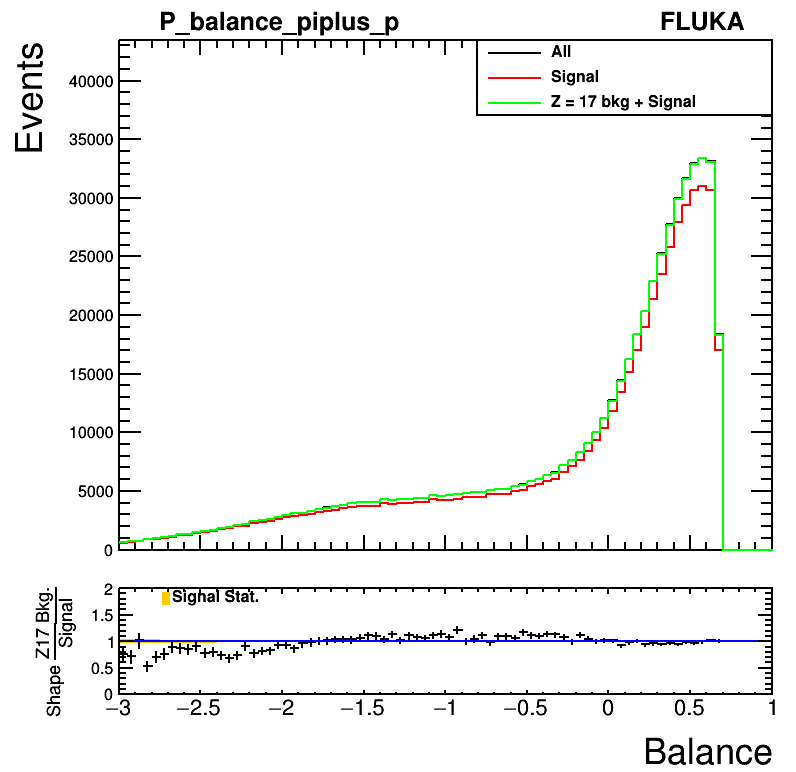 P_balance_piplus_p FLUKA
Events
All
Signal
Z = 17 bkg + Signal
40000
35000
30000
25000
20000
15000
10000
5000
0
Shape Z17 Bkg.
Signal
Signal Stat.
2
1.5
1
0.5
0
−3 −2.5 −2 −1.5 −1 −0.5 0 0.5 1
Balance